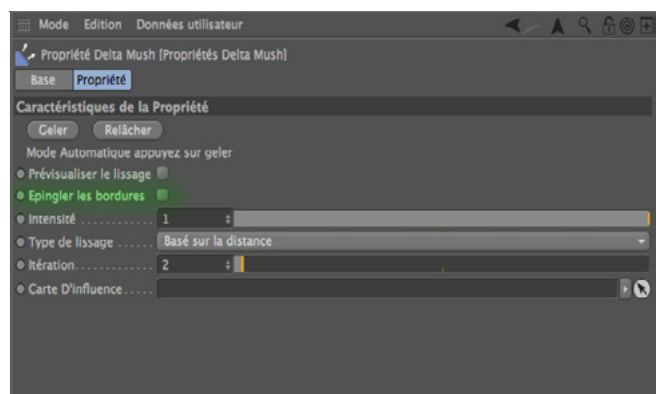 Mode Edition Données utilisateur
Propriété Delta Mush [Propriétés Delta Mush]
Base Propriété
Caractéristiques de la Propriété
Geler Relâcher
Mode Automatique appuyez sur geler
Prévisualiser le lissage
Epingler les bordures
Intensité 1
Type de lissage Basé sur la distance
Itération 2
Carte D'influence